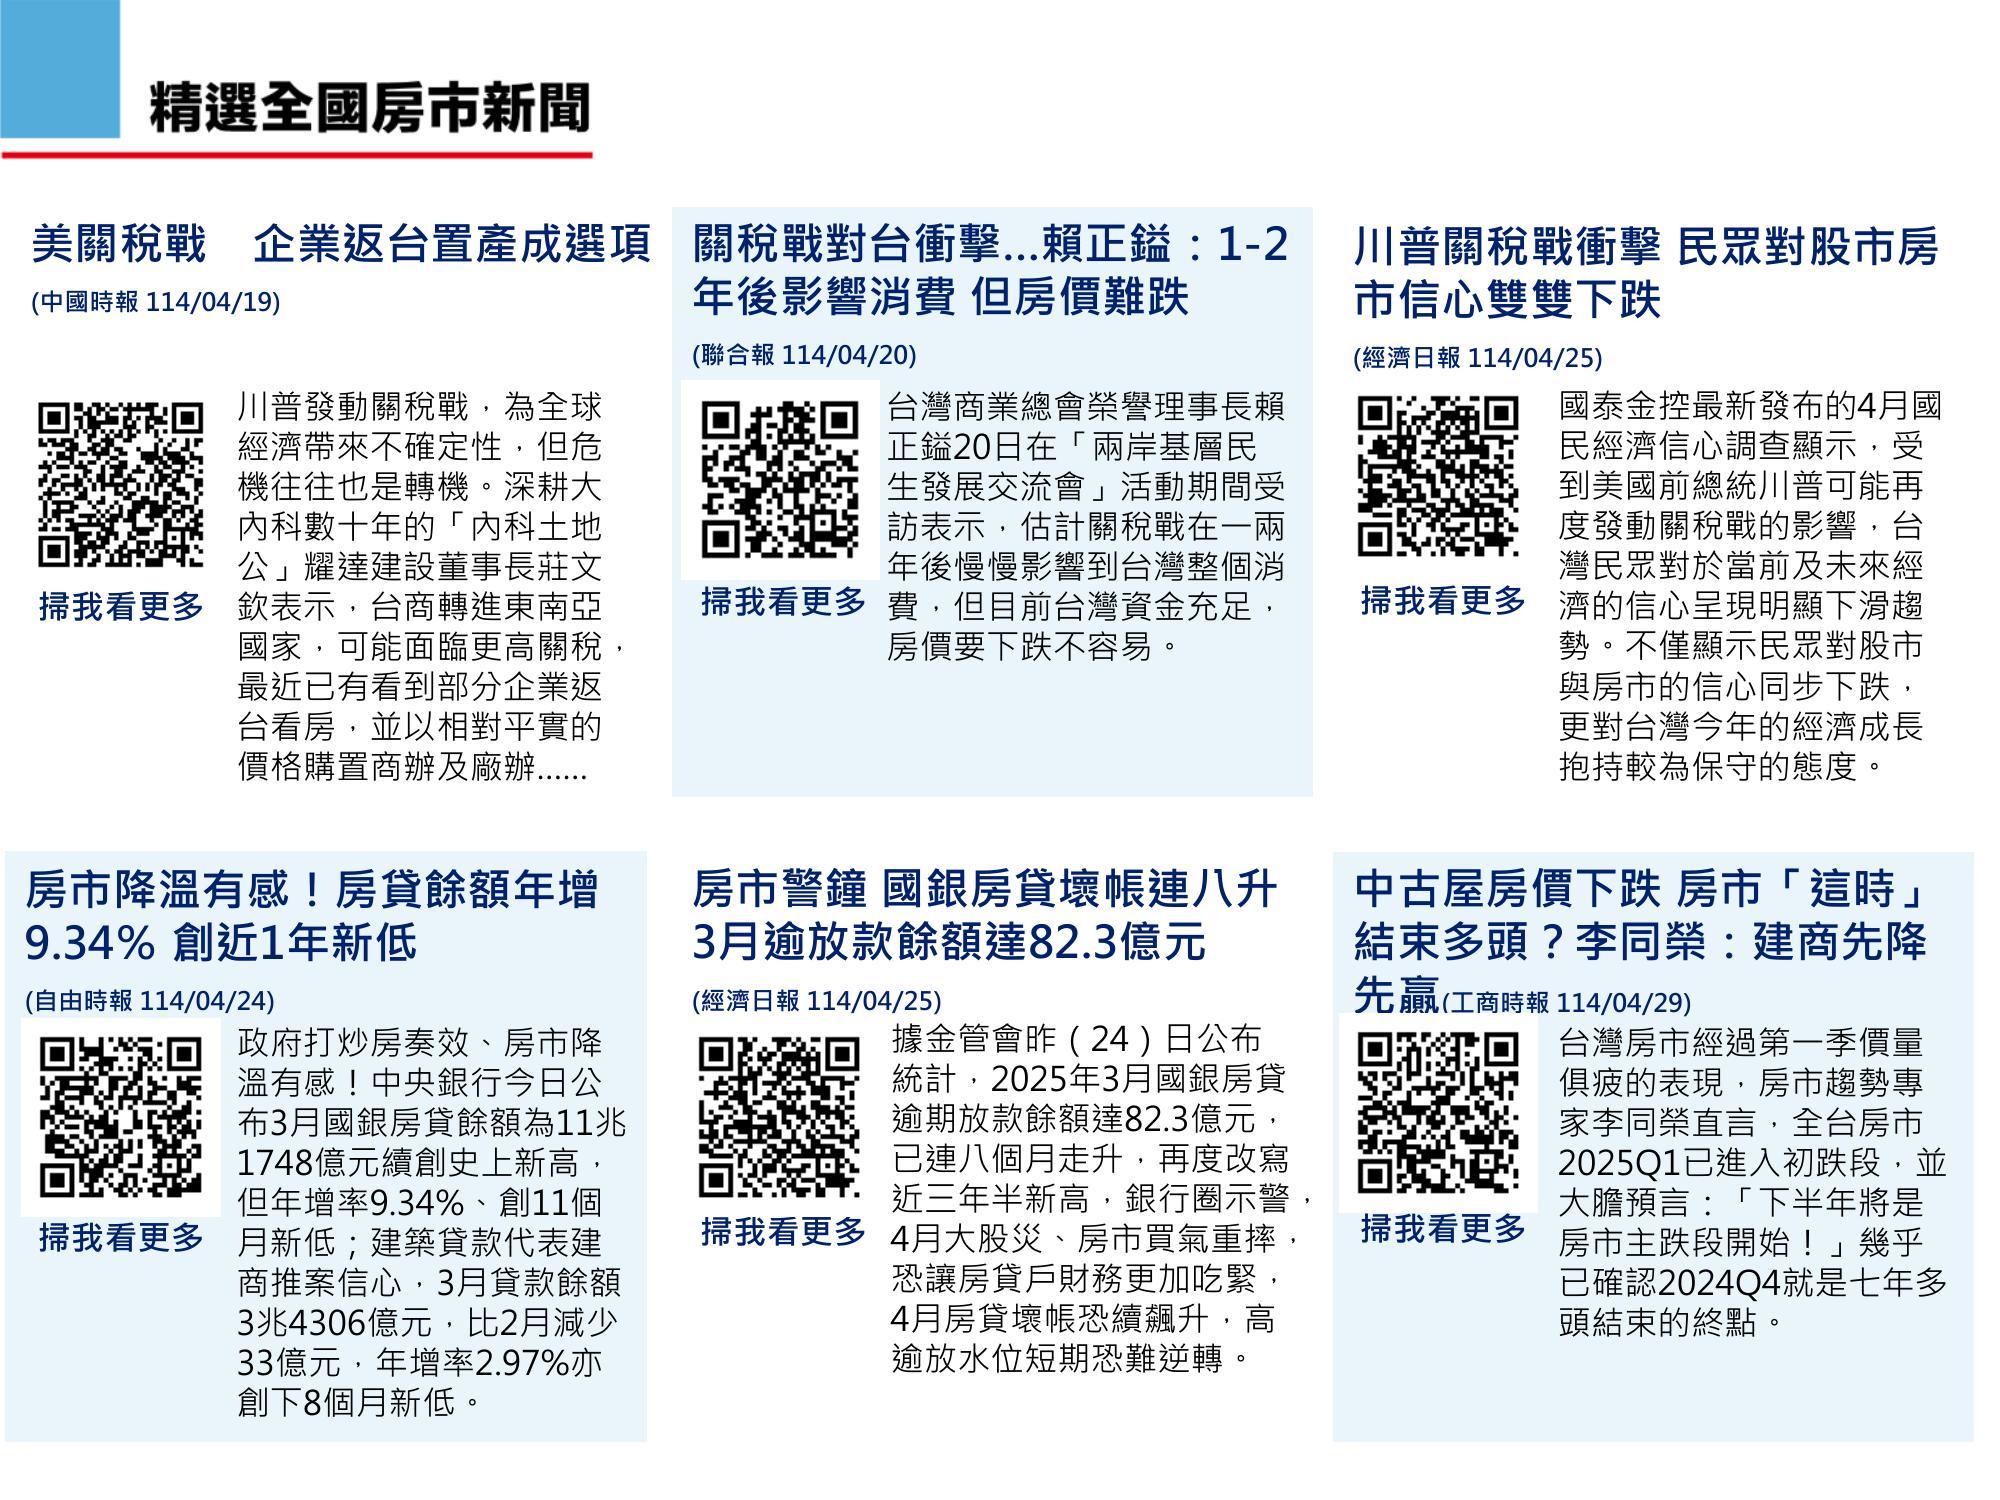 精選全國房市新聞
美關稅戰　企業返台置產成選項
(中國時報 114/04/19)
掃我看更多
川普發動關稅戰，為全球
經濟帶來不確定性，但危
機往往也是轉機。深耕大
內科數十年的「內科土地
公」耀達建設董事長莊文
欽表示，台商轉進東南亞
國家，可能面臨更高關稅，
最近已有看到部分企業返
台看房，並以相對平實的
價格購置商辦及廠辦......
關稅戰對台衝擊...賴正鎰：1-2
年後影響消費 但房價難跌
(聯合報 114/04/20)
掃我看更多
台灣商業總會榮譽理事長賴
正鎰20日在「兩岸基層民
生發展交流會」活動期間受
訪表示，估計關稅戰在一兩
年後慢慢影響到台灣整個消
費，但目前台灣資金充足，
房價要下跌不容易。
川普關稅戰衝擊 民眾對股市房
市信心雙雙下跌
(經濟日報 114/04/25)
掃我看更多
國泰金控最新發布的4月國
民經濟信心調查顯示，受
到美國前總統川普可能再
度發動關稅戰的影響，台
灣民眾對於當前及未來經
濟的信心呈現明顯下滑趨
勢。不僅顯示民眾對股市
與房市的信心同步下跌，
更對台灣今年的經濟成長
抱持較為保守的態度。
房市降溫有感！房貸餘額年增
9.34% 創近1年新低
(自由時報 114/04/24)
掃我看更多
政府打炒房奏效、房市降
溫有感！中央銀行今日公
布3月國銀房貸餘額為11兆
1748億元續創史上新高，
但年增率9.34%、創11個
月新低；建築貸款代表建
商推案信心，3月貸款餘額
3兆4306億元，比2月減少
33億元，年增率2.97%亦
創下8個月新低。
房市警鐘 國銀房貸壞帳連八升
3月逾放款餘額達82.3億元
(經濟日報 114/04/25)
掃我看更多
據金管會昨（24）日公布
統計，2025年3月國銀房貸
逾期放款餘額達82.3億元，
已連八個月走升，再度改寫
近三年半新高，銀行圈示警，
4月大股災、房市買氣重摔，
恐讓房貸戶財務更加吃緊，
4月房貸壞帳恐續飆升，高
逾放水位短期恐難逆轉。
中古屋房價下跌 房市「這時」
結束多頭？李同榮：建商先降
先贏(工商時報 114/04/29)
掃我看更多
台灣房市經過第一季價量
俱疲的表現，房市趨勢專
家李同榮直言，全台房市
2025Q1已進入初跌段，並
大膽預言：「下半年將是
房市主跌段開始！」幾乎
已確認2024Q4就是七年多
頭結束的終點。